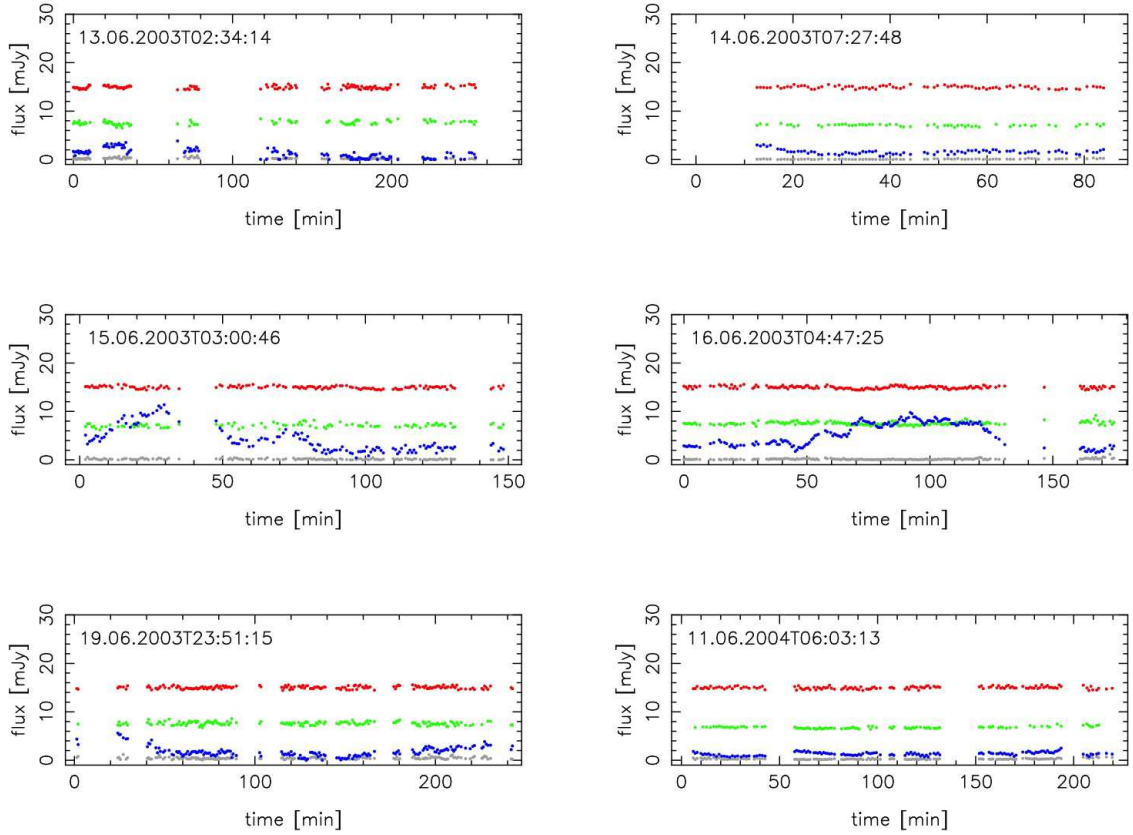 30
20
10
0
flux [mJy]
13.06.2003T02:34:14
0 100 200
time [min]
30
20
10
0
flux [mJy]
14.06.2003T07:27:48
0 20 40 60 80
time [min]
30
20
10
0
flux [mJy]
15.06.2003T03:00:46
0 50 100 150
time [min]
30
20
10
0
flux [mJy]
16.06.2003T04:47:25
0 50 100 150
time [min]
30
20
10
0
flux [mJy]
19.06.2003T23:51:15
0 100 200
time [min]
30
20
10
0
flux [mJy]
11.06.2004T06:03:13
0 50 100 150 200
time [min]